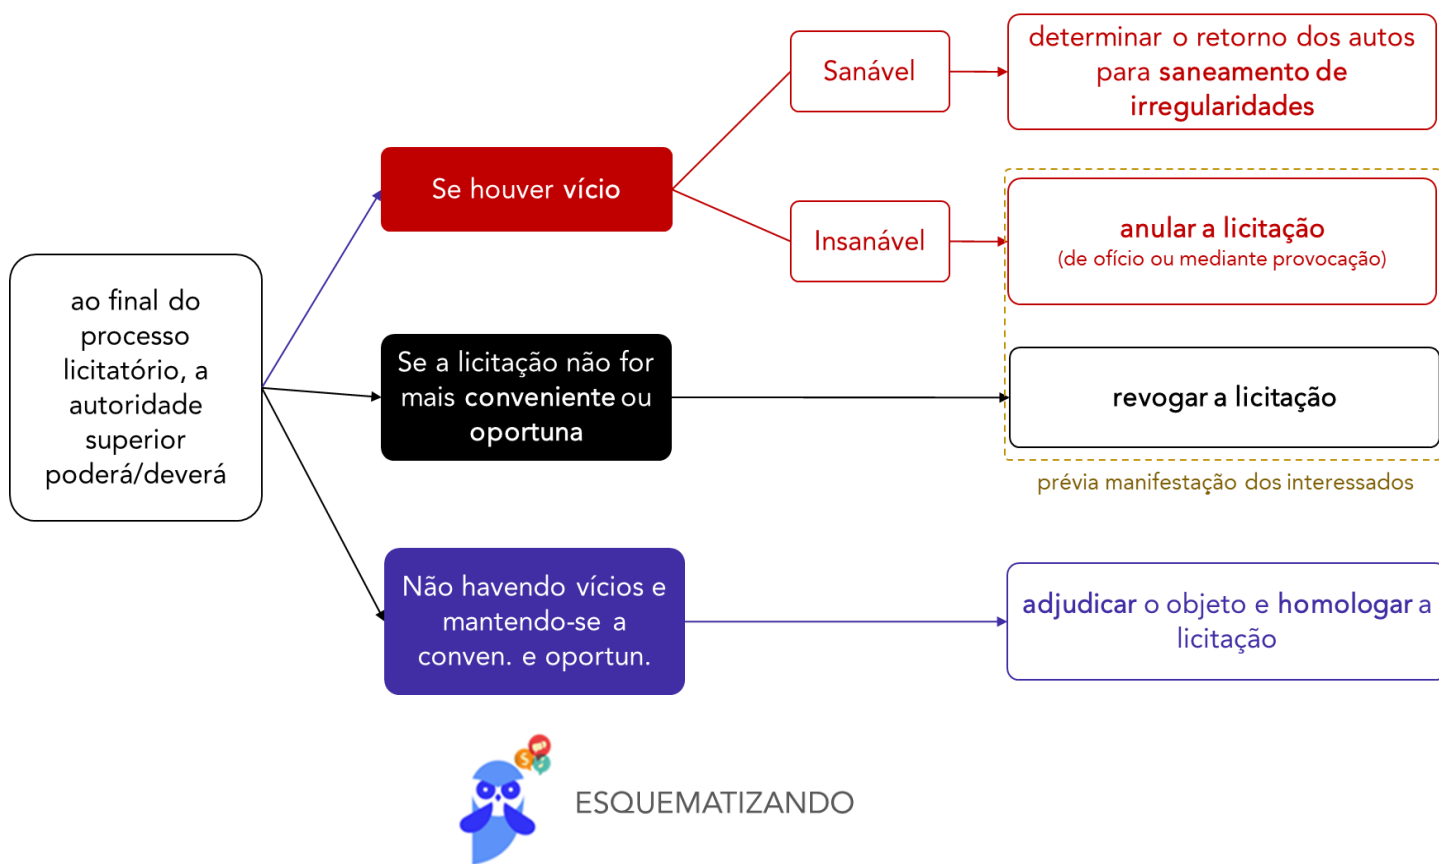 ao final do
processo
licitatório, a
autoridade
superior
poderá/deverá
Se houver vício
Sanável
determinar o retorno dos autos
para saneamento de
irregularidades
Insanável
anular a licitação
(de ofício ou mediante provocação)
Se a licitação não for
mais conveniente ou
oportuna
revogar a licitação
prévia manifestação dos interessados
Não havendo vícios e
mantendo-se a
conven. e oportun.
adjudicar o objeto e homologar a
licitação
ESQUEMATIZANDO